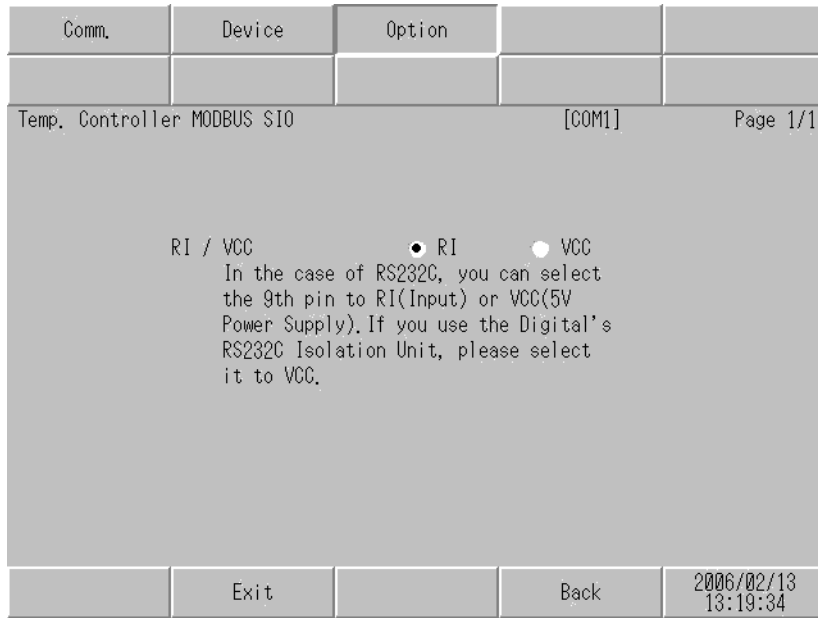 Comm. Device Option
Temp. Controller MODBUS SIO [COM1] Page 1/1
RI / VCC RI VCC
In the case of RS232C, you can select
the 9th pin to RI(Input) or VCC(5V
Power Supply).If you use the Digital's
RS232C Isolation Unit, please select
it to VCC.
Exit Back 2006/02/13
13:19:34